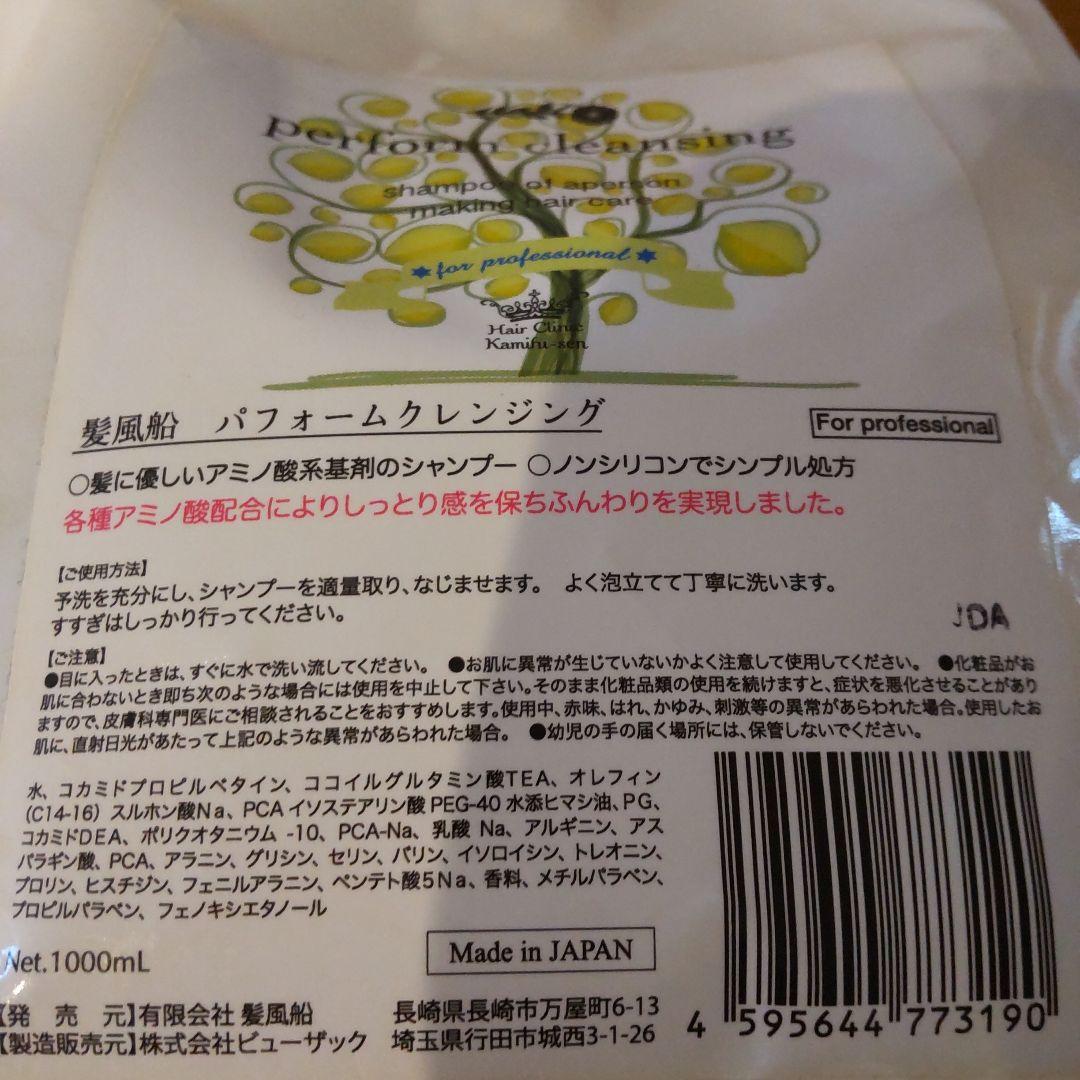 perform cleansing
shampoo of aperson
making hair care
for professional
Hair Clinic
Kamifu-sen
髪風船 パフォームクレンジング
For professional
○髪に優しいアミノ酸系基剤のシャンプー ○ノンシリコンでシンプル処方
各種アミノ酸配合によりしっとり感を保ちふんわりを実現しました。
【ご使用方法】
予洗を充分にし、シャンプーを適量取り、なじませます。 よく泡立てて丁寧に洗います。
すすぎはしっかり行ってください。
JDA
【ご注意】
●目に入ったときは、すぐに水で洗い流してください。 ●お肌に異常が生じていないかよく注意して使用してください。 ●化粧品がお
肌に合わないとき即ち次のような場合には使用を中止して下さい。そのまま化粧品類の使用を続けますと、症状を悪化させることがあり
ますので、皮膚科専門医にご相談されることをおすすめします。使用中、赤味、はれ、かゆみ、刺激等の異常があらわれた場合。使用したお
肌に、直射日光があたって上記のような異常があらわれた場合。 ●幼児の手の届く場所には、保管しないでください。
水、コカミドプロピルベタイン、ココイルグルタミン酸TEA、オレフィン
(C14-16) スルホン酸Na、PCA イソステアリン酸 PEG-40 水添ヒマシ油、PG、
コカミドDEA、ポリクオタニウム -10、PCA-Na、乳酸 Na、アルギニン、アス
パラギン酸、PCA、アラニン、グリシン、セリン、バリン、イソロイシン、トレオニン、
プロリン、ヒスチジン、フェニルアラニン、ペンテト酸5Na、香料、メチルパラベン、
プロピルパラベン、フェノキシエタノール
Net.1000mL
Made in JAPAN
【発 売 元】有限会社 髪風船 長崎県長崎市万屋町6-13
【製造販売元】株式会社ビューザック 埼玉県行田市城西3-1-26
4 595644 773190